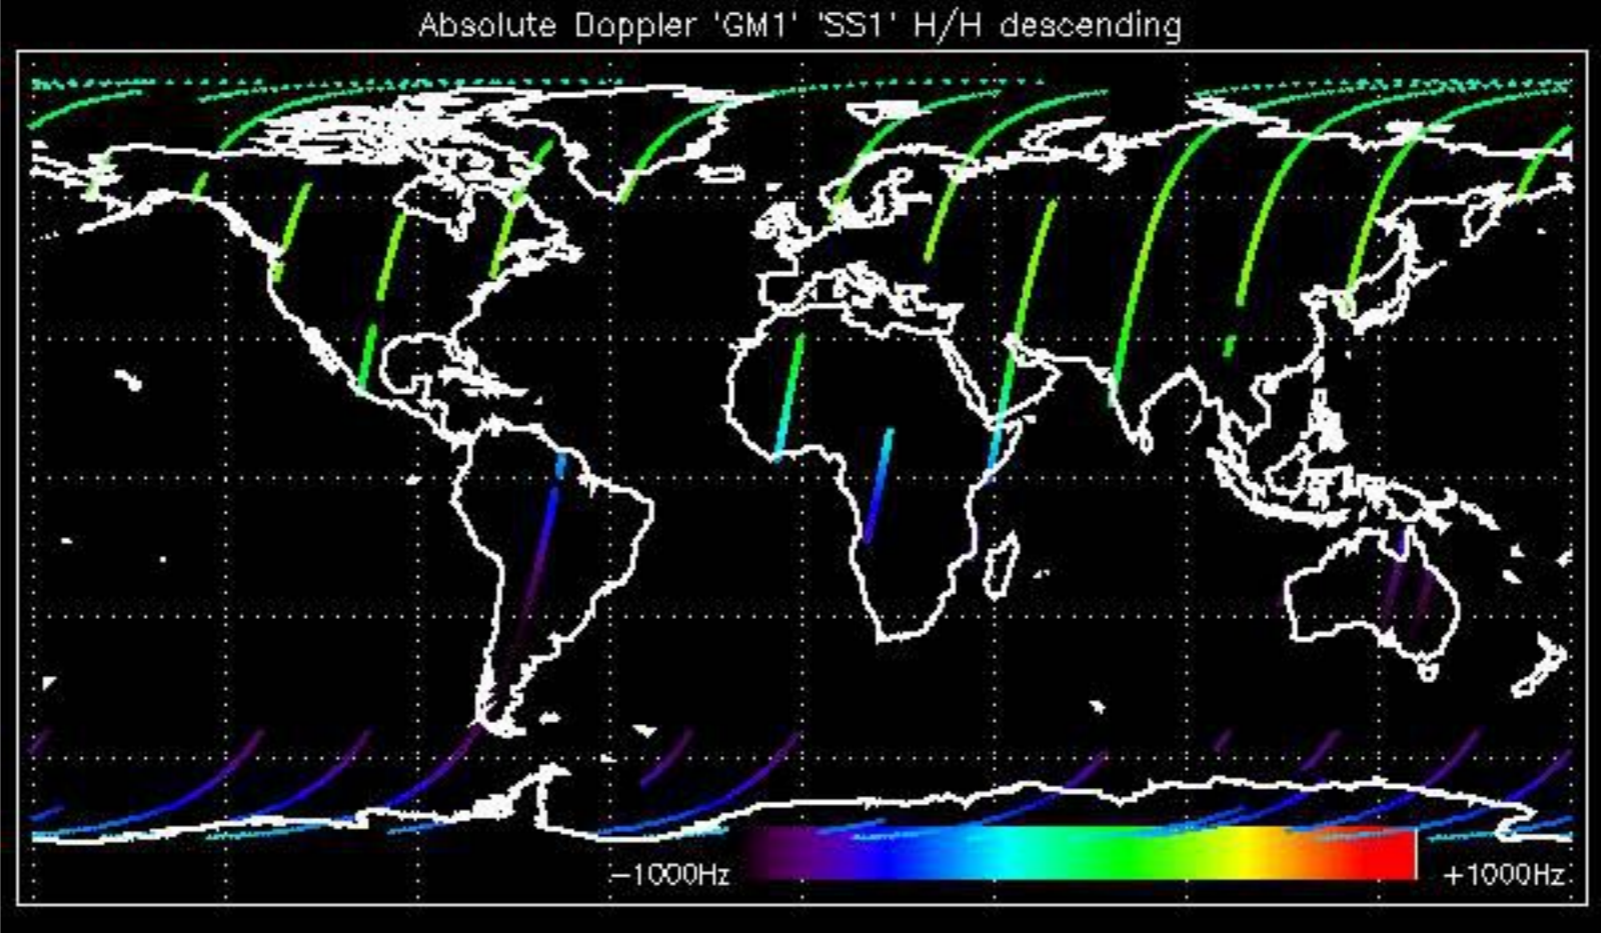 Absolute Doppler 'GM1' 'SS1' H/H descending
−1000Hz
+1000Hz